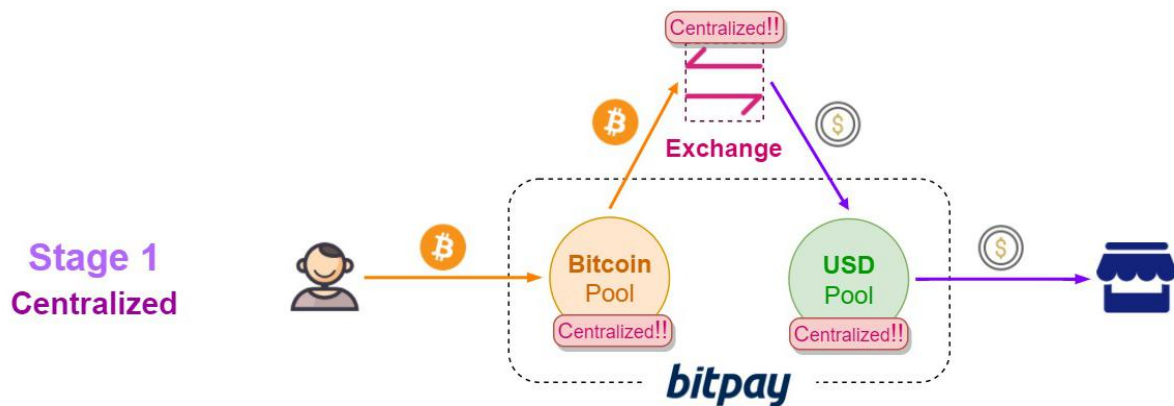 Centralized!!
Exchange
Stage 1
Centralized
Bitcoin
Pool
Centralized!!
USD
Pool
Centralized!!
bitpay